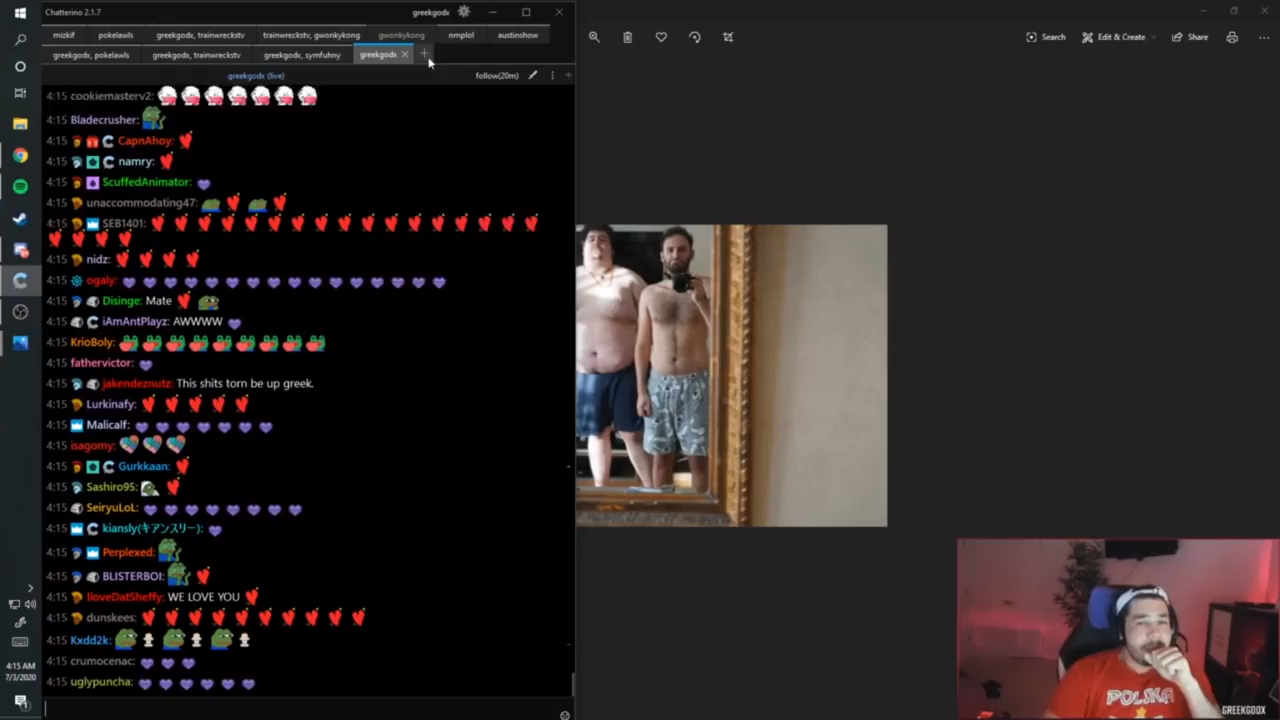 Chatterino 2.1.7
greekgodx
mizkif
pokelawls
greekgodx, trainwreckstv
trainwreckstv, gwonkykong
gwonkykong
nmplol
austinshow
greekgodx, pokelawls
greekgodx, trainwreckstv
greekgodx, symfuhny
greekgodx
greekgodx (live)
follow(20m)
Search
Edit & Create
Share
4:15 cookiemasterv2:
4:15 Bladecrusher:
4:15 CapnAhoy:
4:15 namry:
4:15 ScuffedAnimator:
4:15 unaccommodating47:
4:15 SEB1401:
4:15 nidz:
4:15 ogaly:
4:15 Disinge: Mate
4:15 iAmAntPlayz: AWWWW
4:15 KrioBoly:
4:15 fathervictor:
4:15 jakendeznutz: This shits torn be up greek.
4:15 Lurkinafy:
4:15 Malicalf:
4:15 isagomy:
4:15 Gurkkaan:
4:15 Sashiro95:
4:15 SeiryuLoL:
4:15 kiansly(キアンスリー):
4:15 Perplexed:
4:15 BLISTERBOI:
4:15 IloveDatSheffy: WE LOVE YOU
4:15 dunskees:
4:15 Kxdd2k:
4:15 crumocenac:
4:15 uglypuncha:
4:15 AM
7/3/2020
POLSKA
GREEKGODX